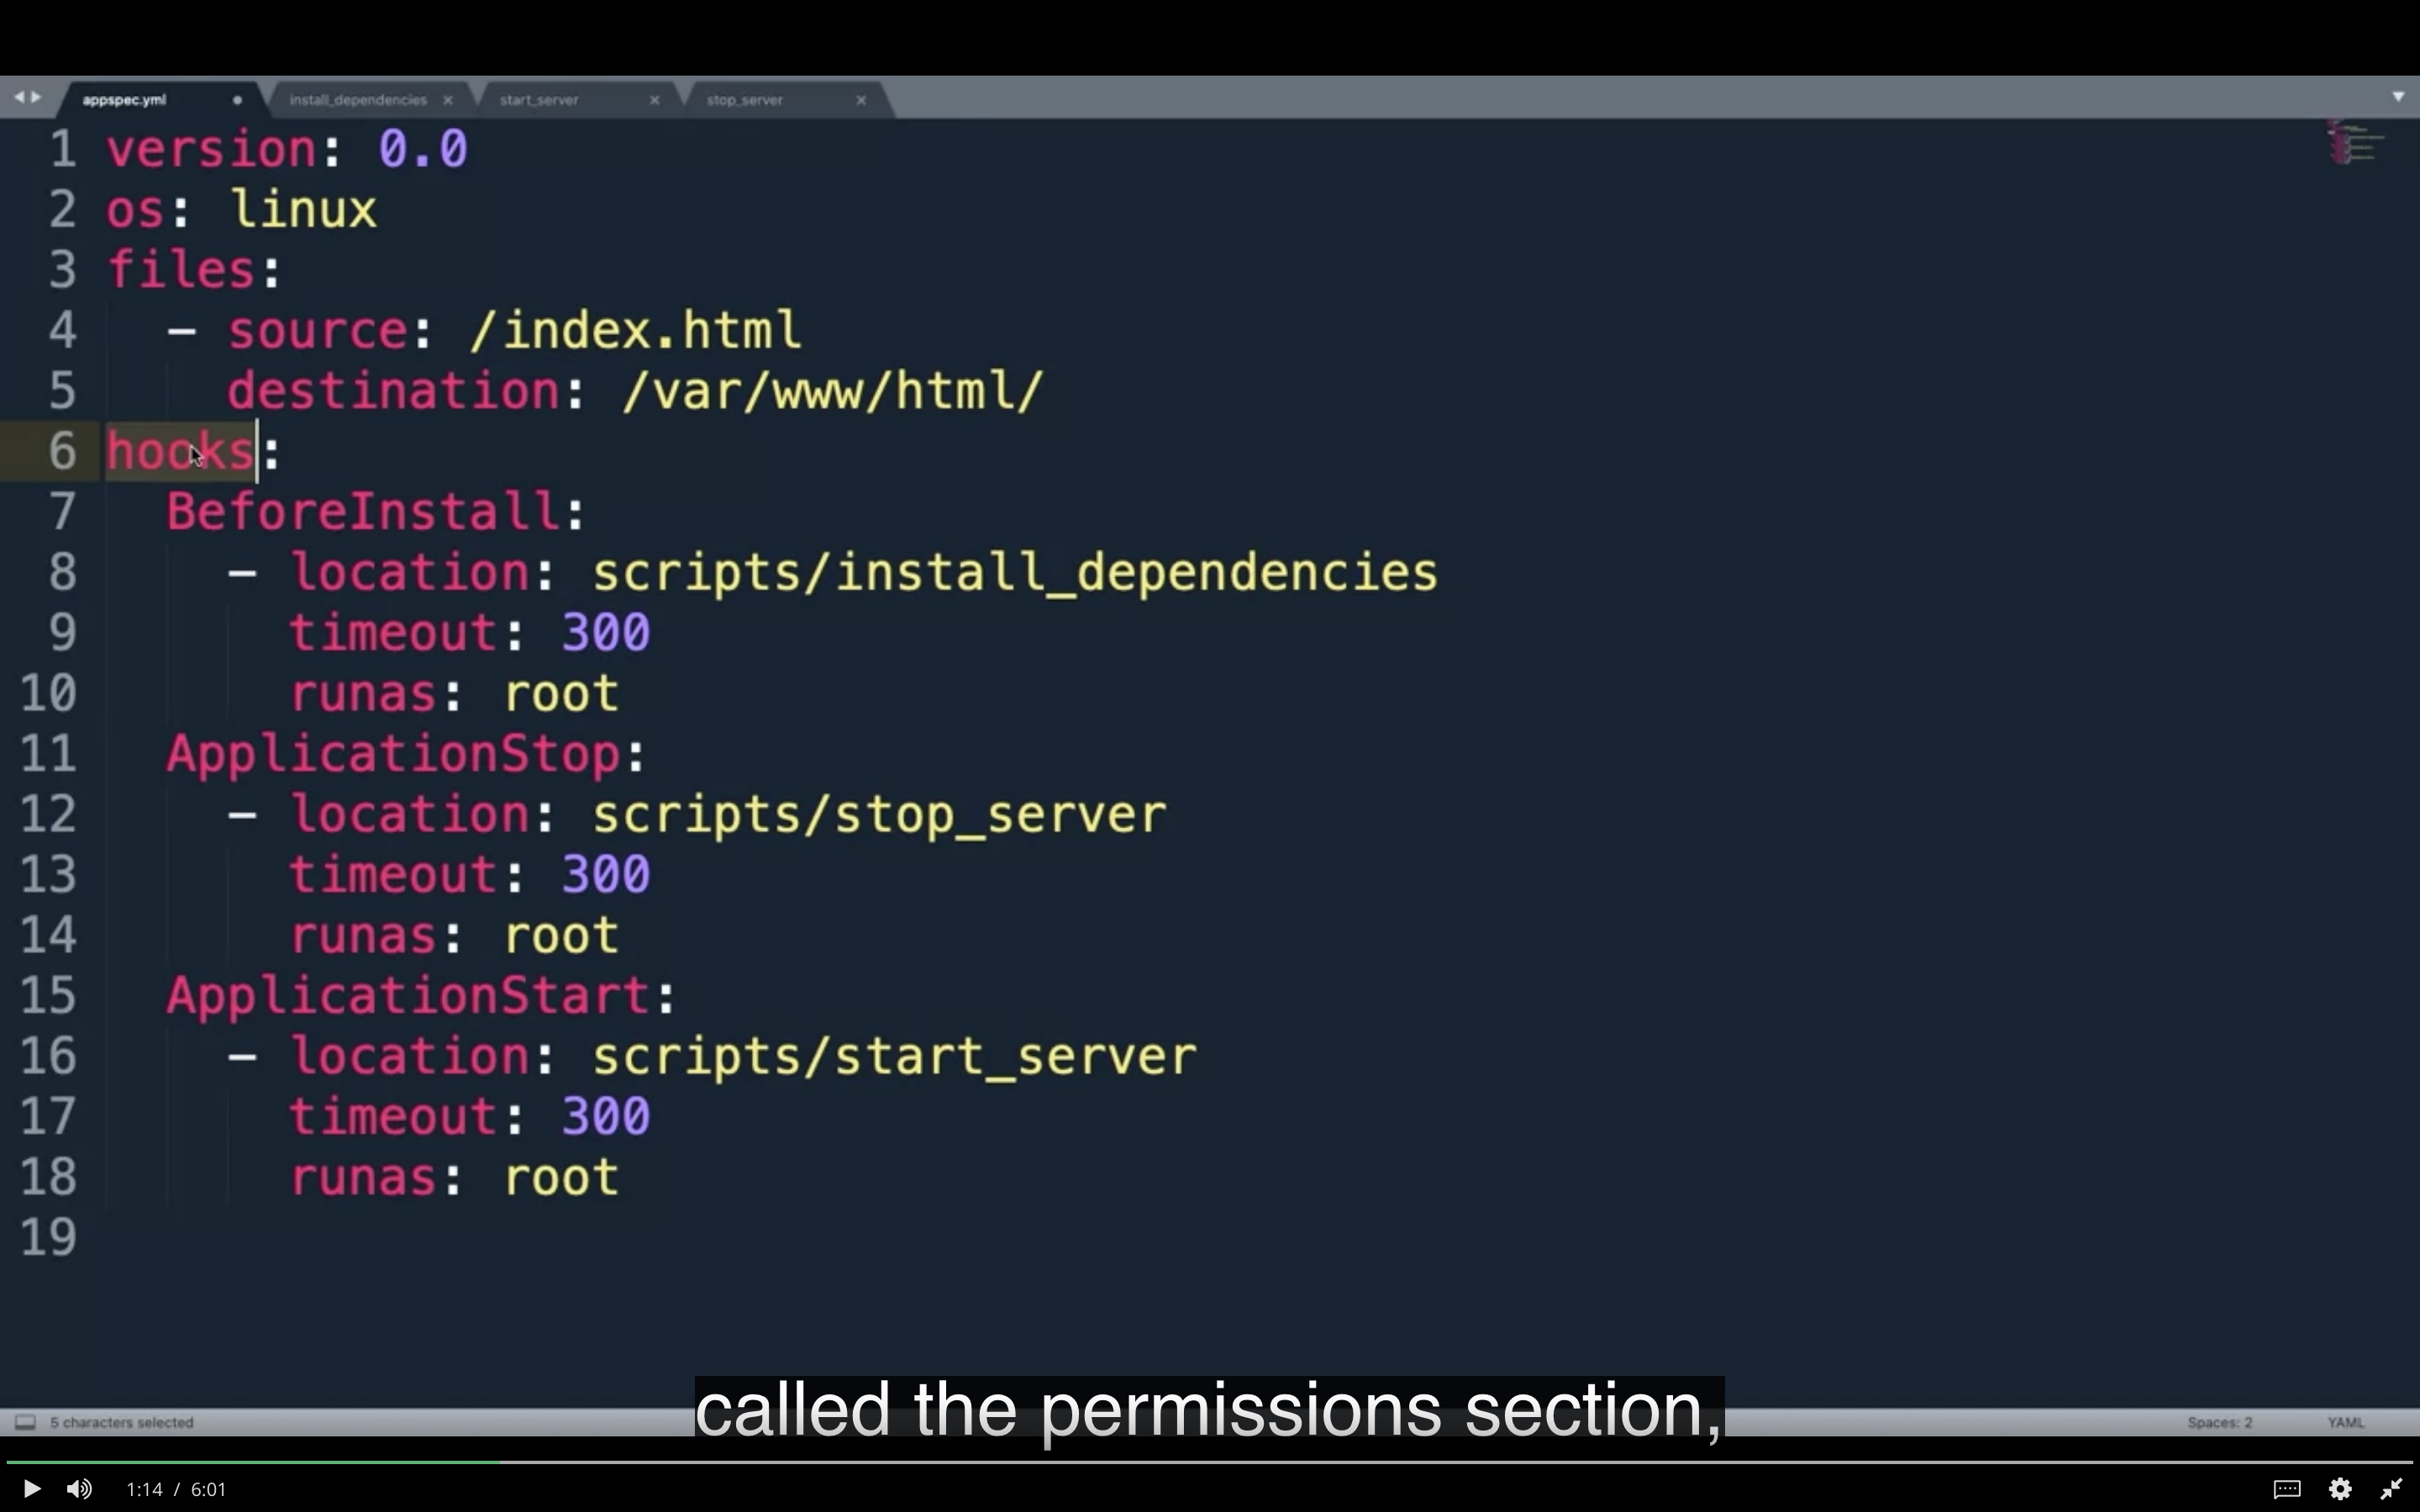 appspec.yml install_dependencies start_server stop_server
1 version: 0.0
2 os: linux
3 files:
4   - source: /index.html
5     destination: /var/www/html/
6 hooks:
7   BeforeInstall:
8     - location: scripts/install_dependencies
9       timeout: 300
10       runas: root
11   ApplicationStop:
12     - location: scripts/stop_server
13       timeout: 300
14       runas: root
15   ApplicationStart:
16     - location: scripts/start_server
17       timeout: 300
18       runas: root
19
called the permissions section,
5 characters selected Spaces: 2 YAML
1:14 / 6:01